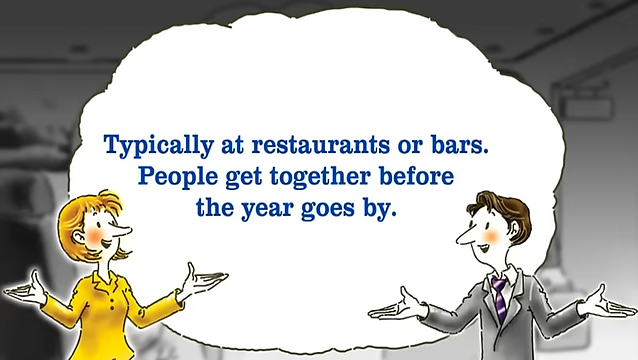 Typically at restaurants or bars.
People get together before
the year goes by.